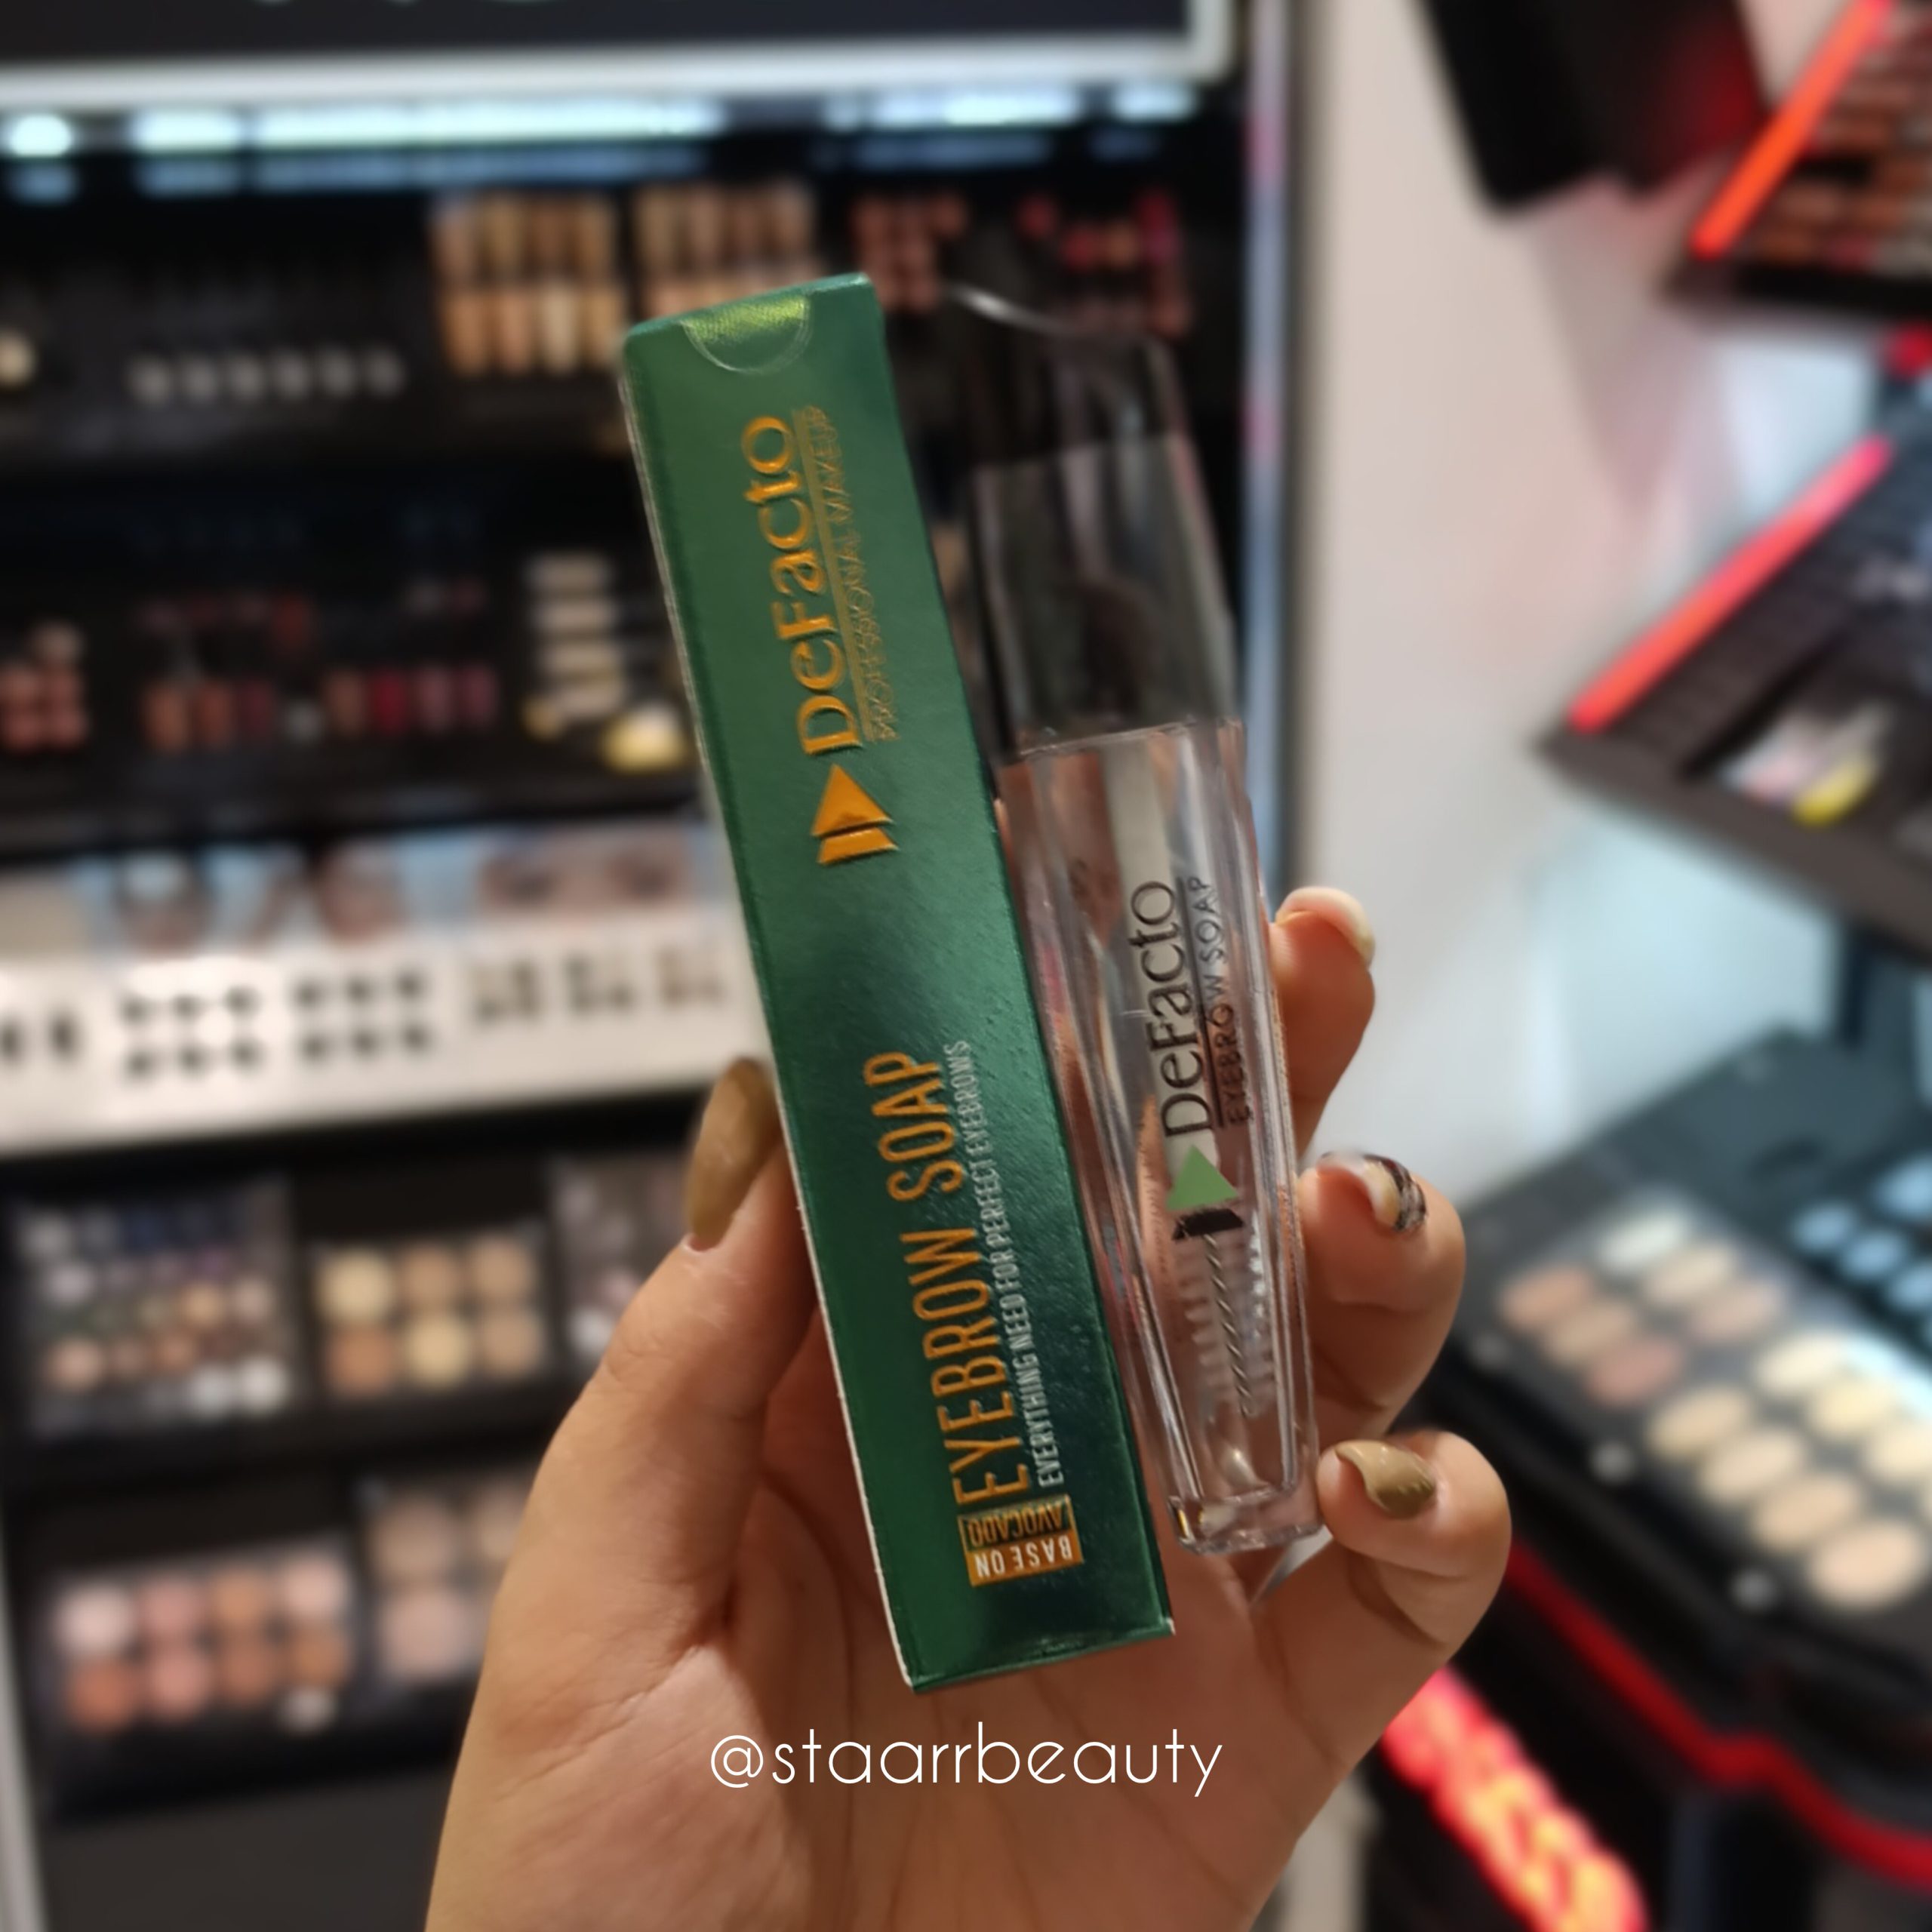 DeFacto
PROFESSIONAL MAKEUP
EYEBROW SOAP
EVERYTHING NEED FOR PERFECT EYEBROWS
BASE ON
AVOCADO
DeFacto
EYEBROW SOAP
@staarrbeauty